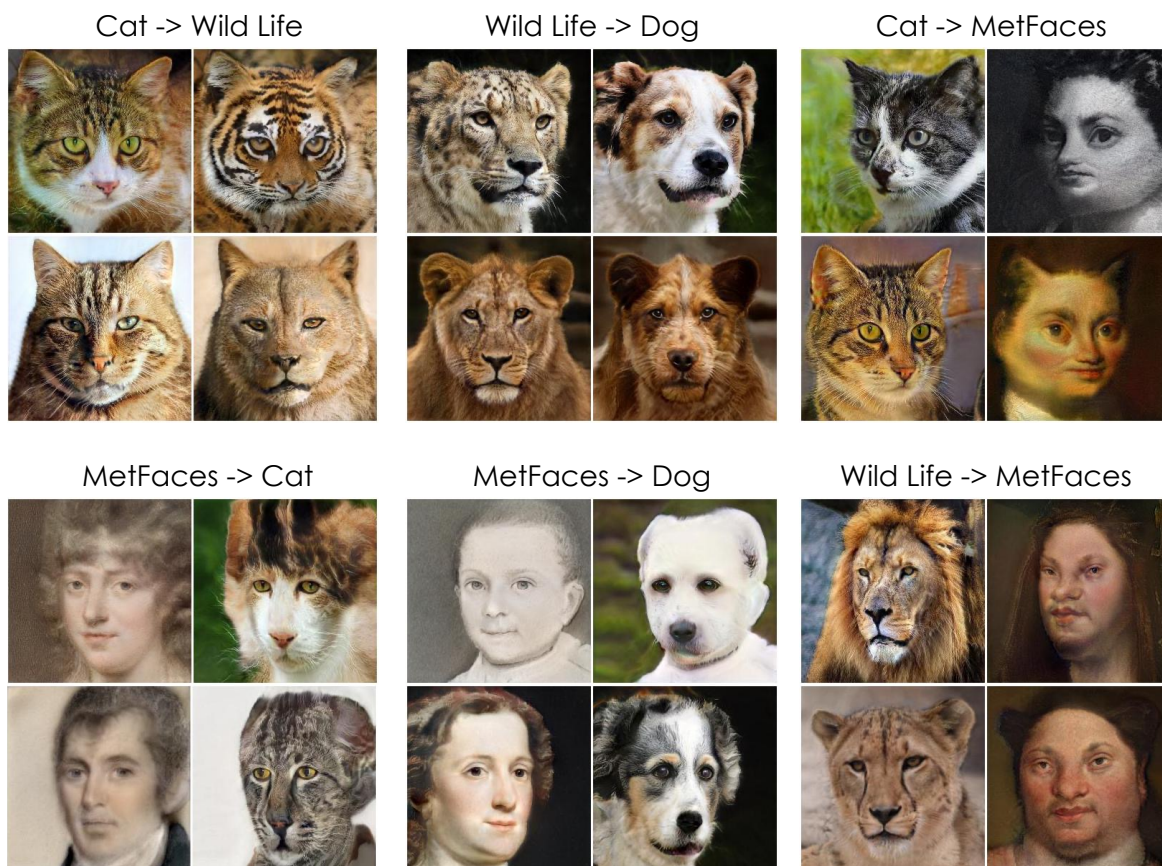 Cat -> Wild Life
Wild Life -> Dog
Cat -> MetFaces
MetFaces -> Cat
MetFaces -> Dog
Wild Life -> MetFaces